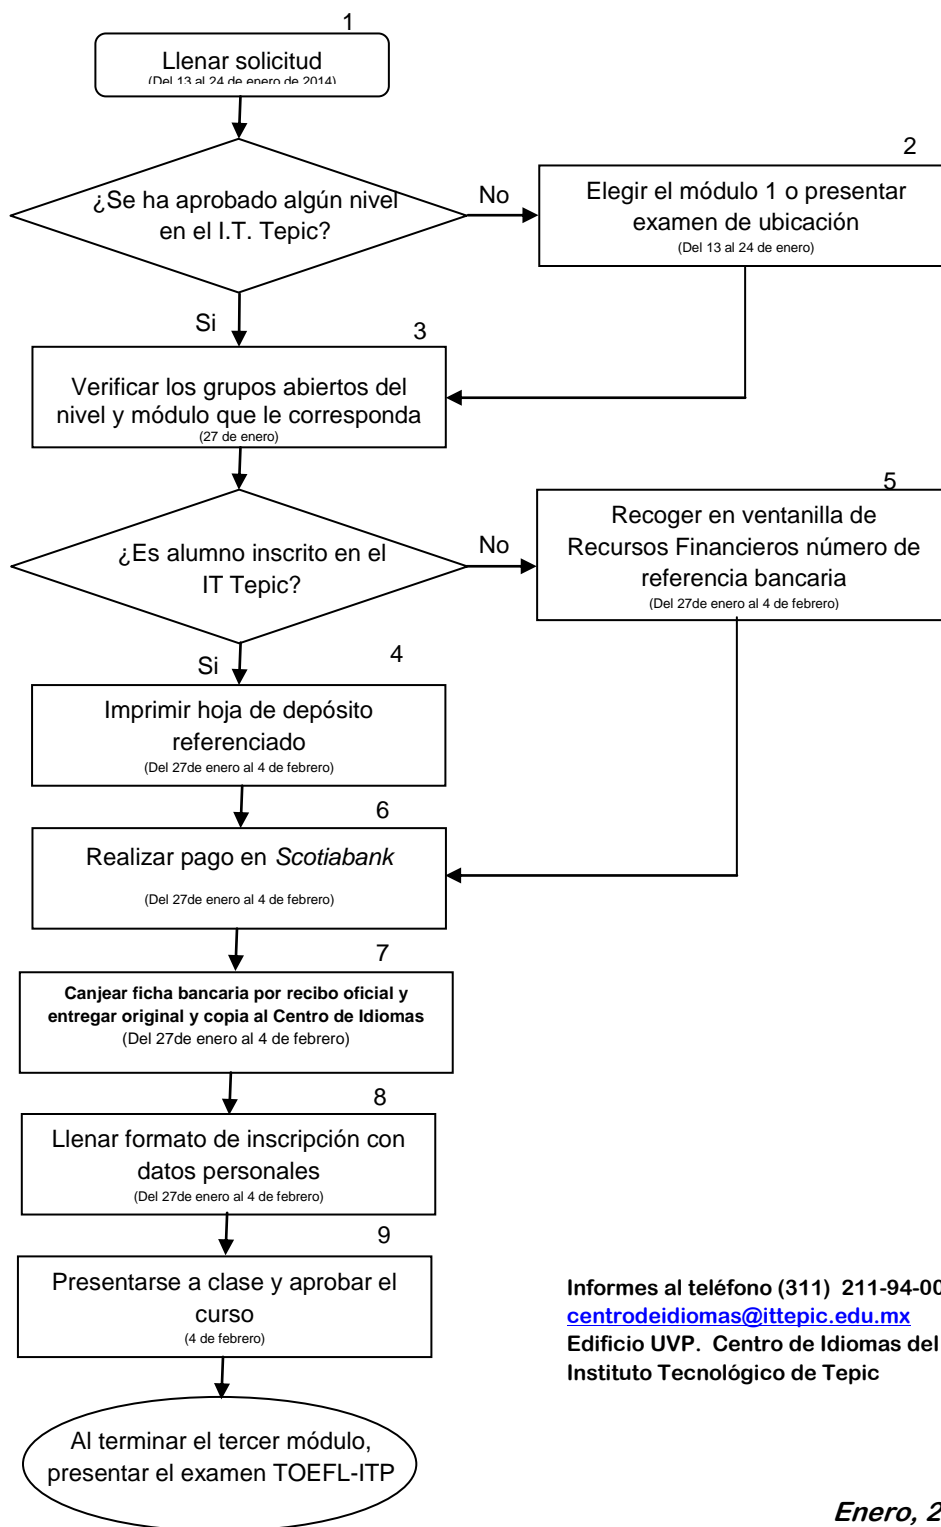 1
Llenar solicitud
(Del 13 al 24 de enero de 2014)
¿Se ha aprobado algún nivel
en el I.T. Tepic?
No
2
Elegir el módulo 1 o presentar
examen de ubicación
(Del 13 al 24 de enero)
Si
3
Verificar los grupos abiertos del
nivel y módulo que le corresponda
(27 de enero)
¿Es alumno inscrito en el
IT Tepic?
No
5
Recoger en ventanilla de
Recursos Financieros número de
referencia bancaria
(Del 27de enero al 4 de febrero)
Si
4
Imprimir hoja de depósito
referenciado
(Del 27de enero al 4 de febrero)
6
Realizar pago en Scotiabank
(Del 27de enero al 4 de febrero)
7
Canjear ficha bancaria por recibo oficial y
entregar original y copia al Centro de Idiomas
(Del 27de enero al 4 de febrero)
8
Llenar formato de inscripción con
datos personales
(Del 27de enero al 4 de febrero)
9
Presentarse a clase y aprobar el
curso
(4 de febrero)
Al terminar el tercer módulo,
presentar el examen TOEFL-ITP
Informes al teléfono (311) 211-94-00
centrodeidiomas@ittepic.edu.mx
Edificio UVP. Centro de Idiomas del
Instituto Tecnológico de Tepic
Enero, 2